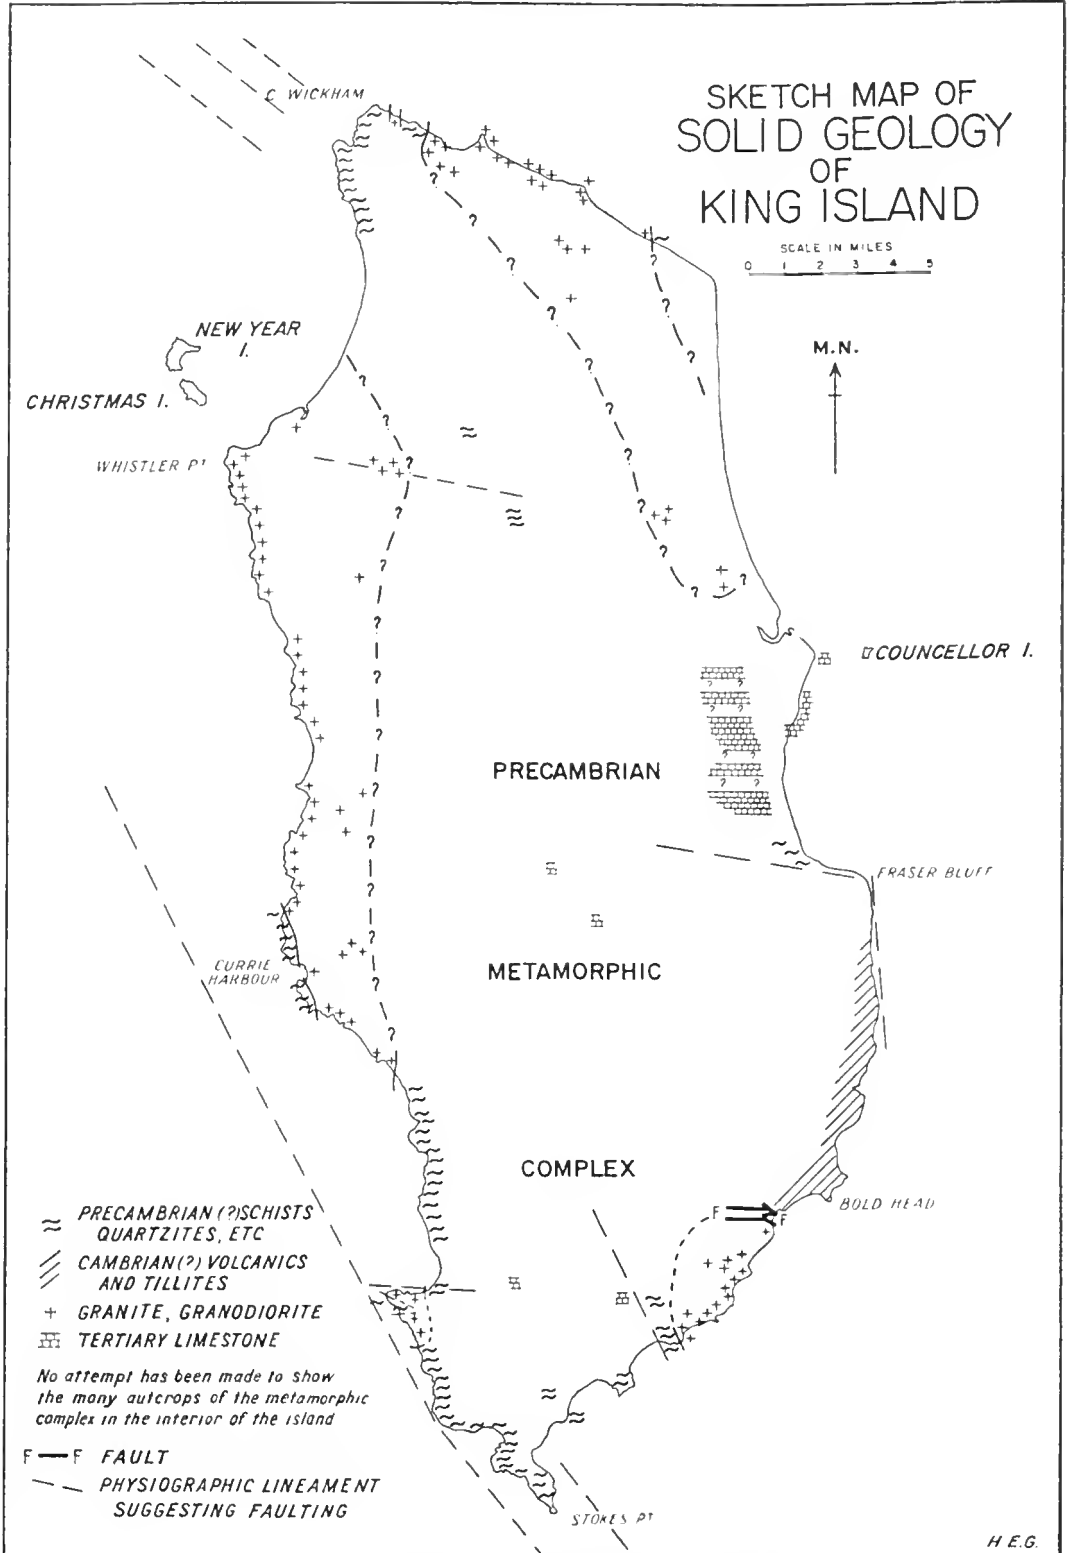 SKETCH MAP OF
SOLID GEOLOGY
OF
KING ISLAND
SCALE IN MILES
0 1 2 3 4 5
M.N.
C WICKHAM
NEW YEAR
I.
CHRISTMAS I.
WHISTLER PT
COUNCELLOR I.
PRECAMBRIAN
FRASER BLUFF
METAMORPHIC
CURRIE
HARBOUR
COMPLEX
BOLD HEAD
F
F
STOKES PT
PRECAMBRIAN (?) SCHISTS
QUARTZITES, ETC
CAMBRIAN (?) VOLCANICS
AND TILLITES
+ GRANITE, GRANODIORITE
TERTIARY LIMESTONE
No attempt has been made to show
the many outcrops of the metamorphic
complex in the interior of the island
F — F FAULT
PHYSIOGRAPHIC LINEAMENT
SUGGESTING FAULTING
H E.G.